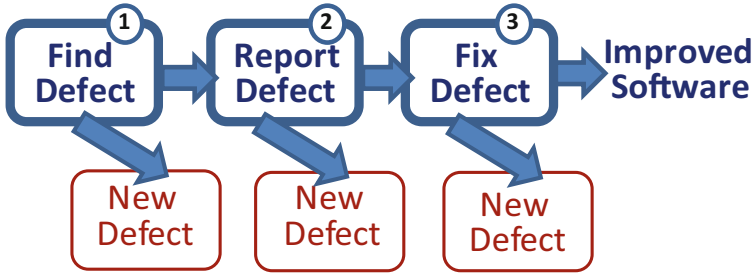 1
Find
Defect
2
Report
Defect
3
Fix
Defect
Improved
Software
New
Defect
New
Defect
New
Defect